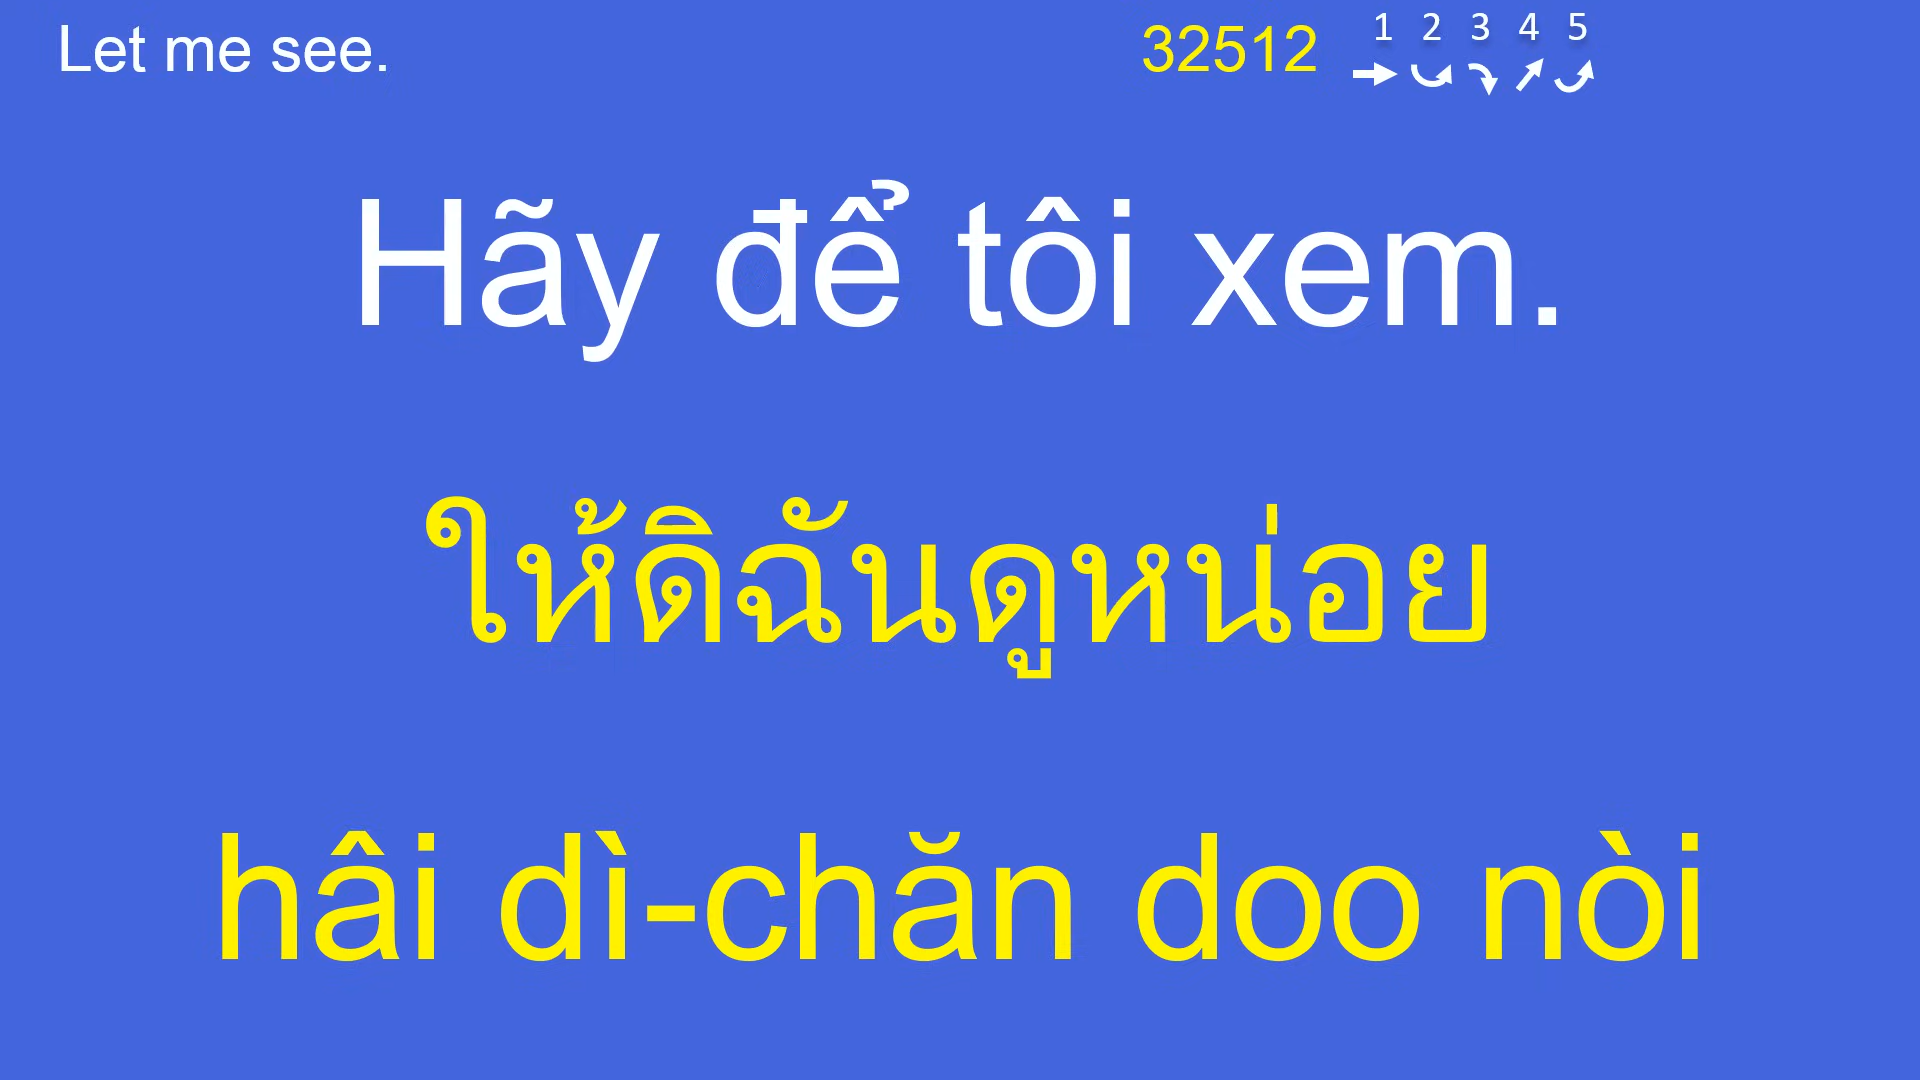 Let me see.
32512
1 2 3 4 5
Hãy để tôi xem.
ให้ดิฉันดูหน่อย
hâi dì-chăn doo nòi